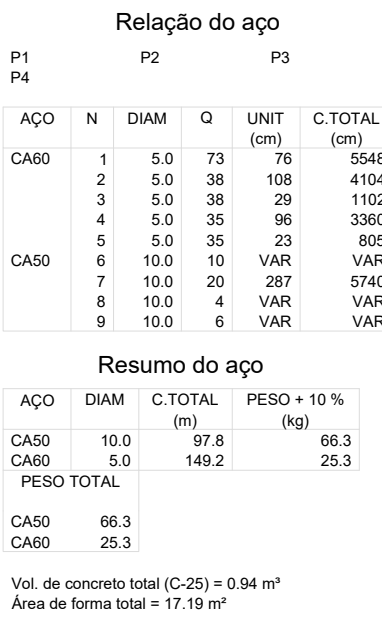 Relação do aço
P1 P2 P3
P4
AÇO N DIAM Q UNIT C.TOTAL
(cm) (cm)
CA60 1 5.0 73 76 5548
2 5.0 38 108 4104
3 5.0 38 29 1102
4 5.0 35 96 3360
5 5.0 35 23 805
CA50 6 10.0 10 VAR VAR
7 10.0 20 287 5740
8 10.0 4 VAR VAR
9 10.0 6 VAR VAR
Resumo do aço
AÇO DIAM C.TOTAL PESO + 10 %
(m) (kg)
CA50 10.0 97.8 66.3
CA60 5.0 149.2 25.3
PESO TOTAL
CA50 66.3
CA60 25.3
Vol. de concreto total (C-25) = 0.94 m³
Área de forma total = 17.19 m²